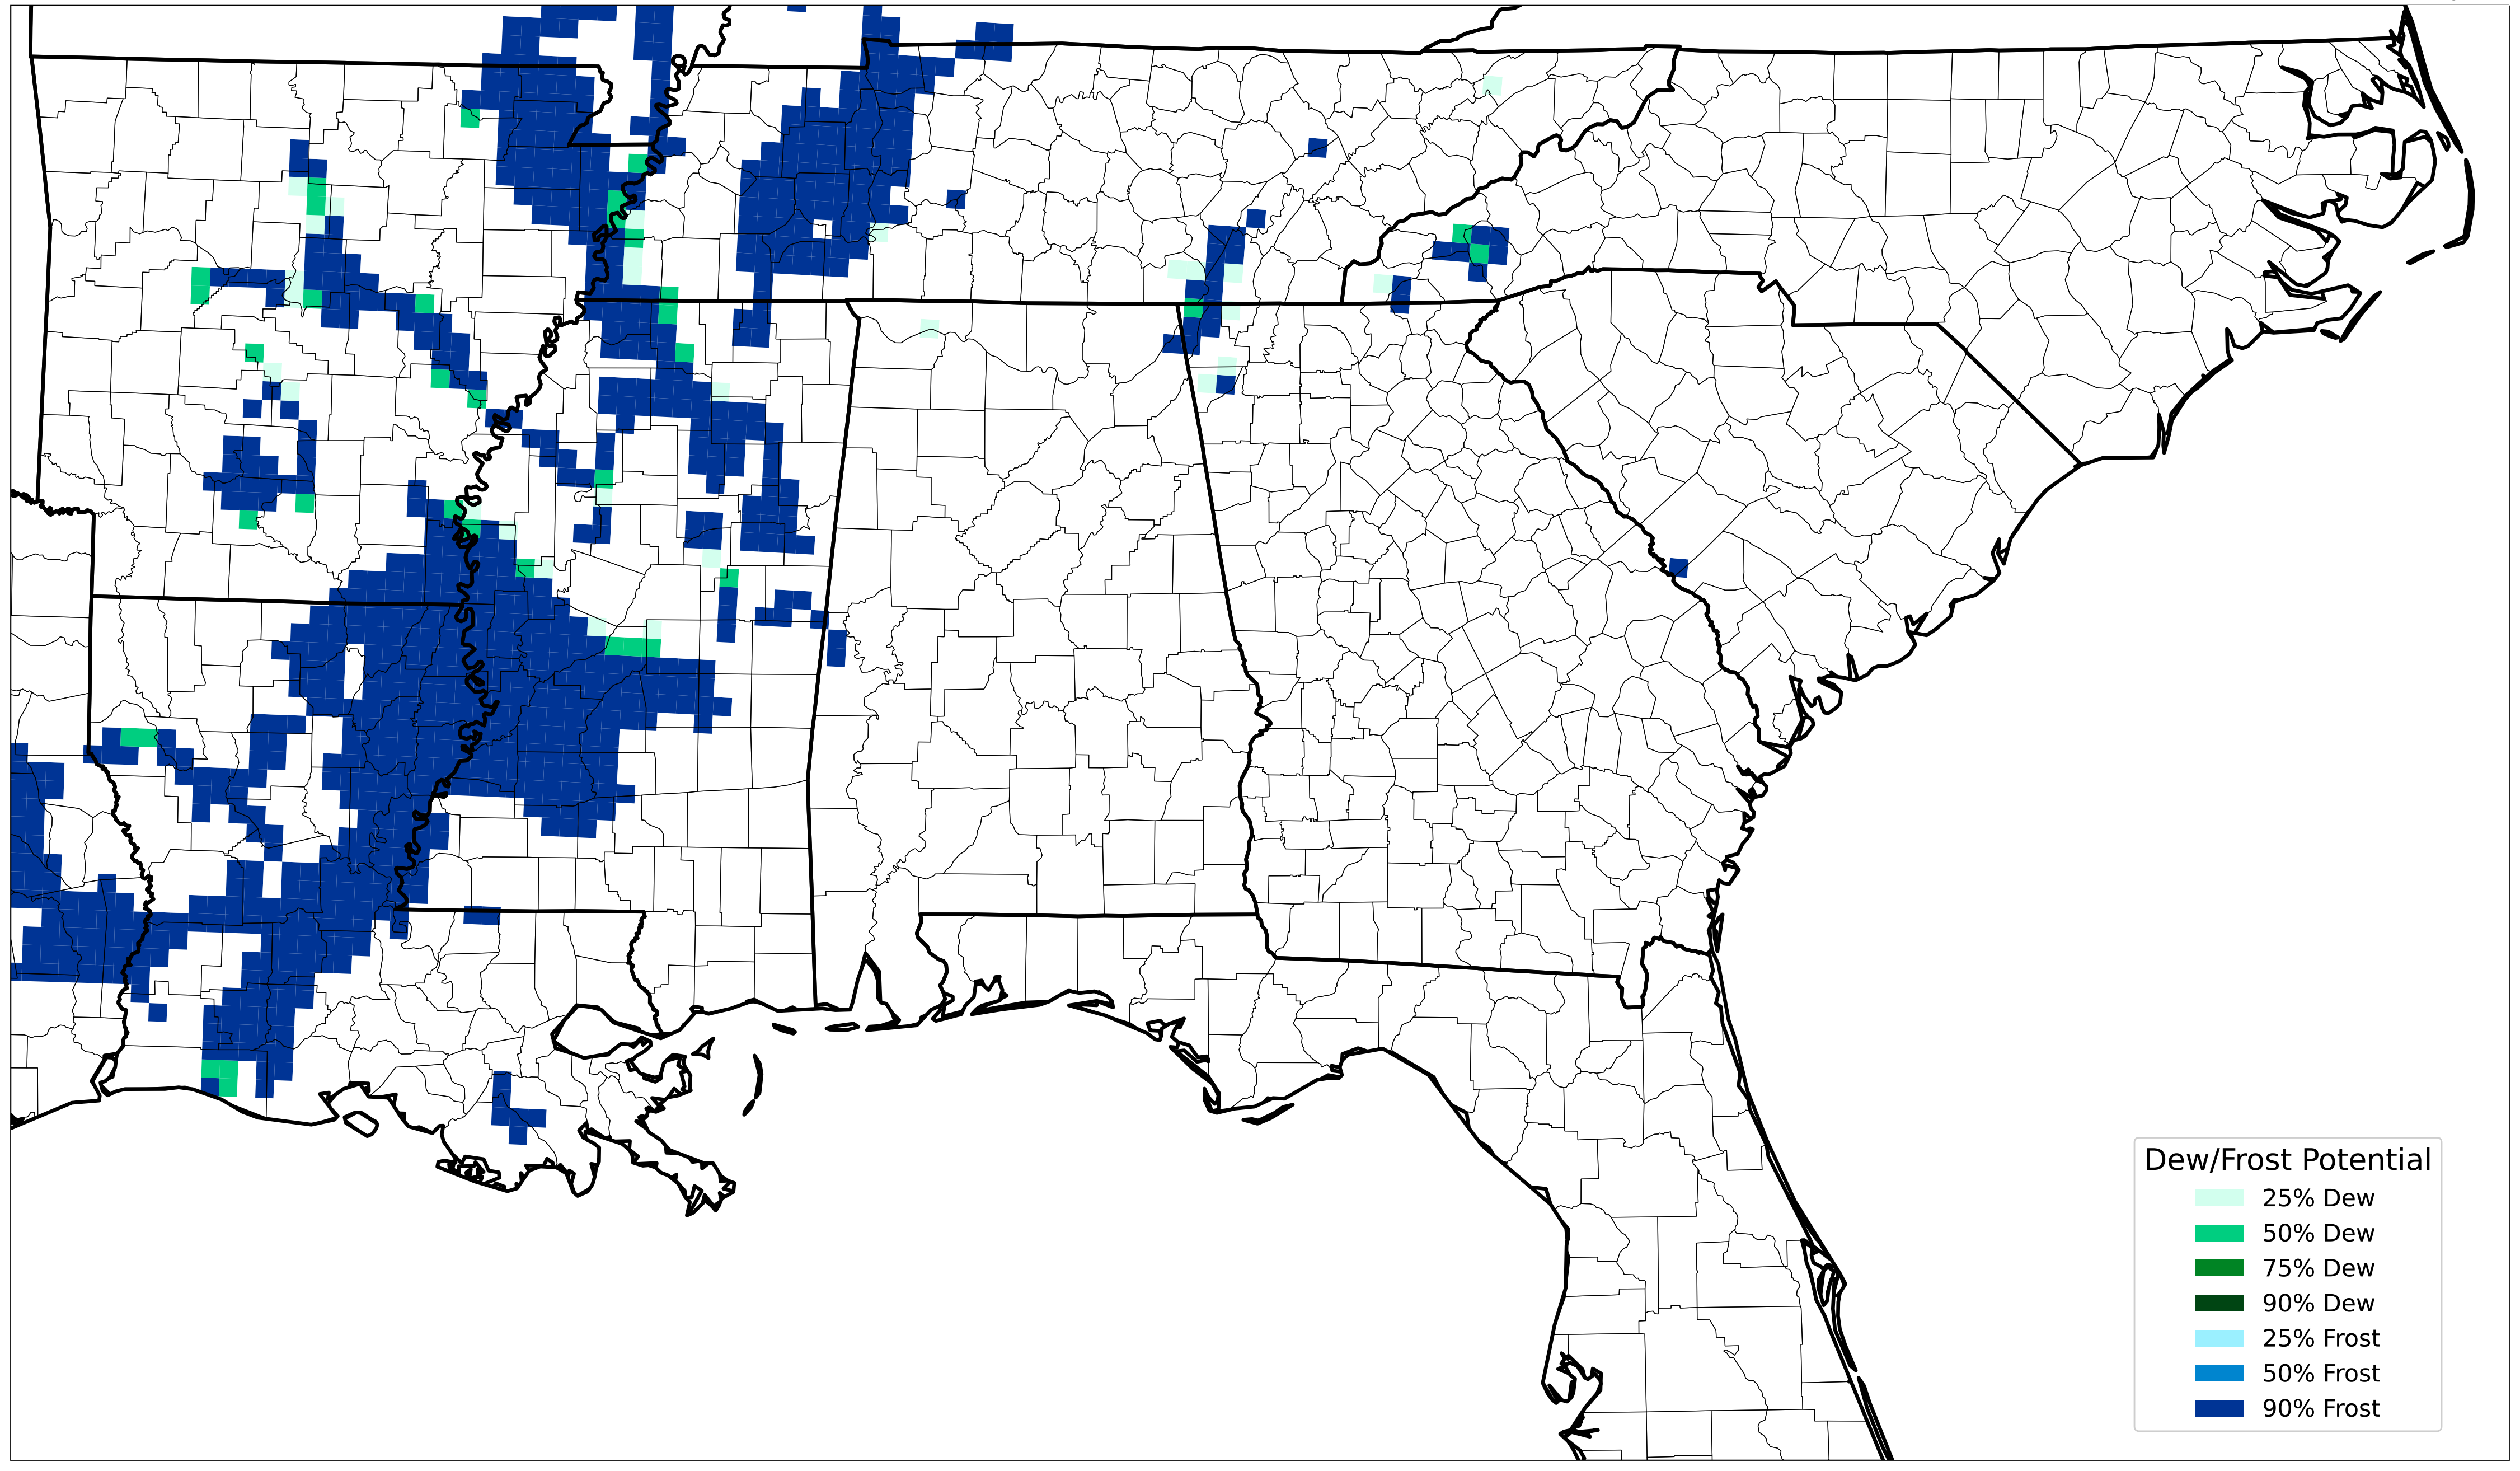 Dew/Frost Potential
25% Dew
50% Dew
75% Dew
90% Dew
25% Frost
50% Frost
90% Frost